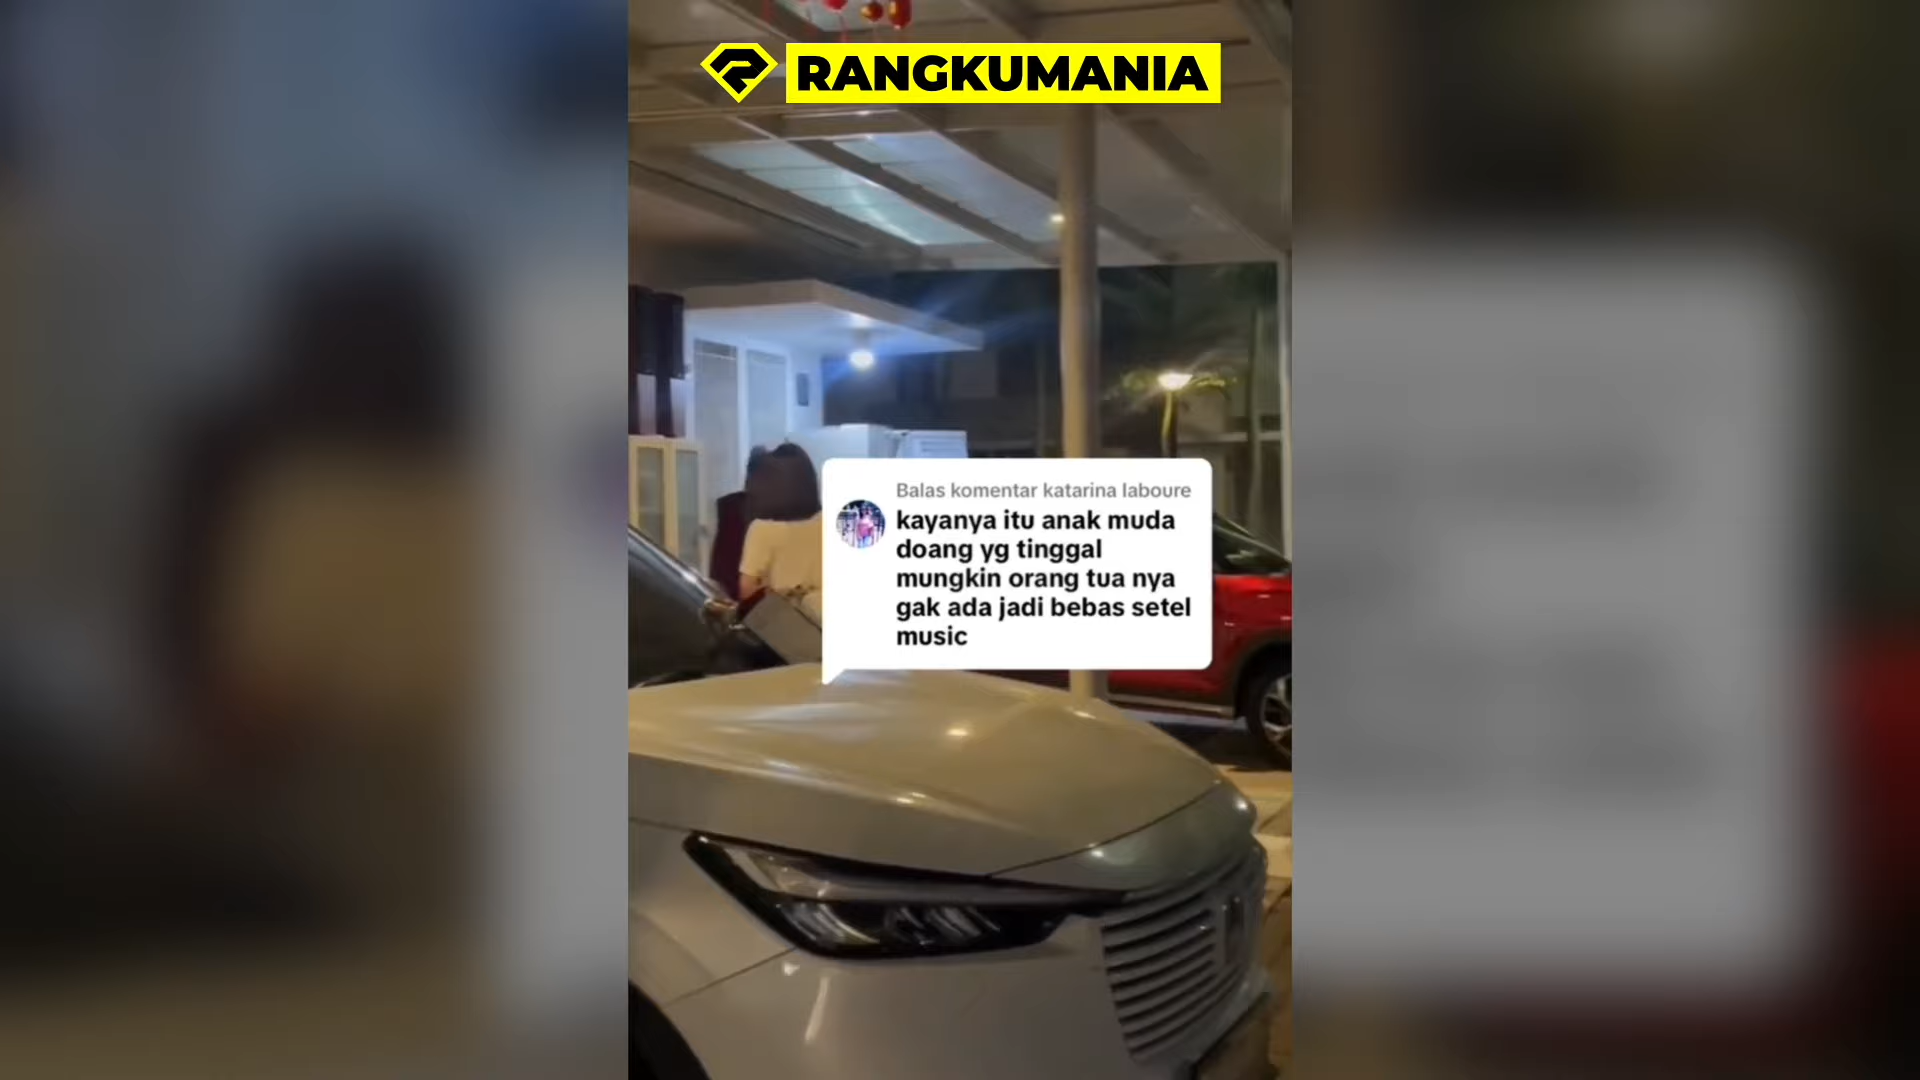 RANGKUMANIA
Balas komentar katarina laboure
kayanya itu anak muda
doang yg tinggal
mungkin orang tua nya
gak ada jadi bebas setel
music